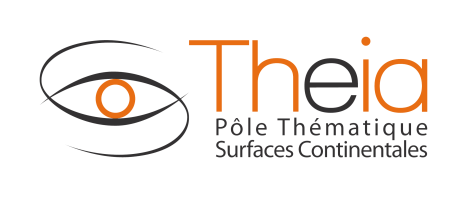 Theia
Pôle Thématique
Surfaces Continentales